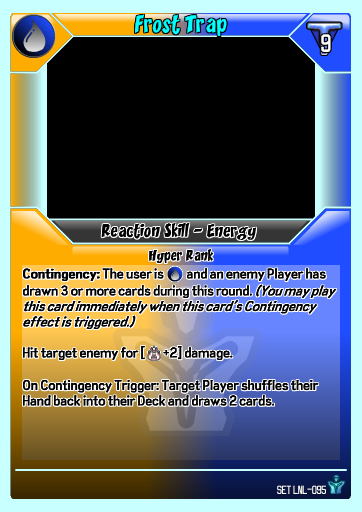 Frost Trap
9
Reaction Skill - Energy
Hyper Rank
Contingency: The user is and an enemy Player has
drawn 3 or more cards during this round. (You may play
this card immediately when this card's Contingency
effect is triggered.)
Hit target enemy for [ +2] damage.
On Contingency Trigger: Target Player shuffles their
Hand back into their Deck and draws 2 cards.
SET LNL-095